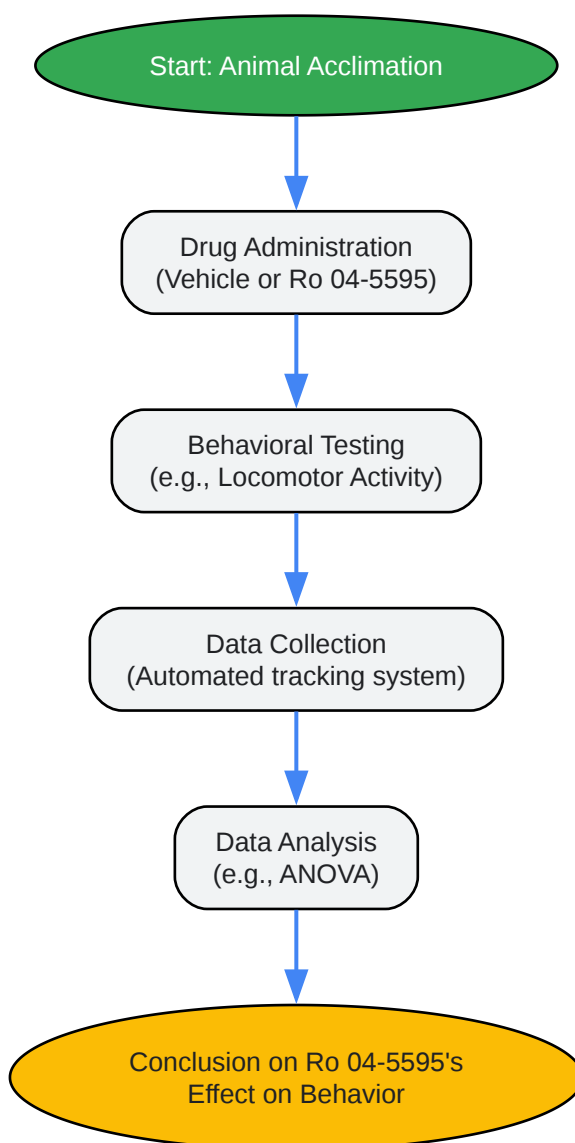 Start: Animal Acclimation
Drug Administration
(Vehicle or Ro 04-5595)
Behavioral Testing
(e.g., Locomotor Activity)
Data Collection
(Automated tracking system)
Data Analysis
(e.g., ANOVA)
Conclusion on Ro 04-5595's
Effect on Behavior